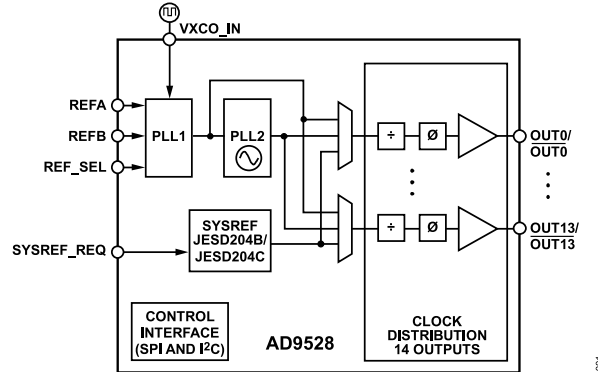 VXCO_IN
REFA
REFB
REF_SEL
PLL1
PLL2
÷
Ø
OUT0/
OUT0
SYSREF_REQ
SYSREF
JESD204B/
JESD204C
÷
Ø
OUT13/
OUT13
CONTROL
INTERFACE
(SPI AND I²C)
AD9528
CLOCK
DISTRIBUTION
14 OUTPUTS
001